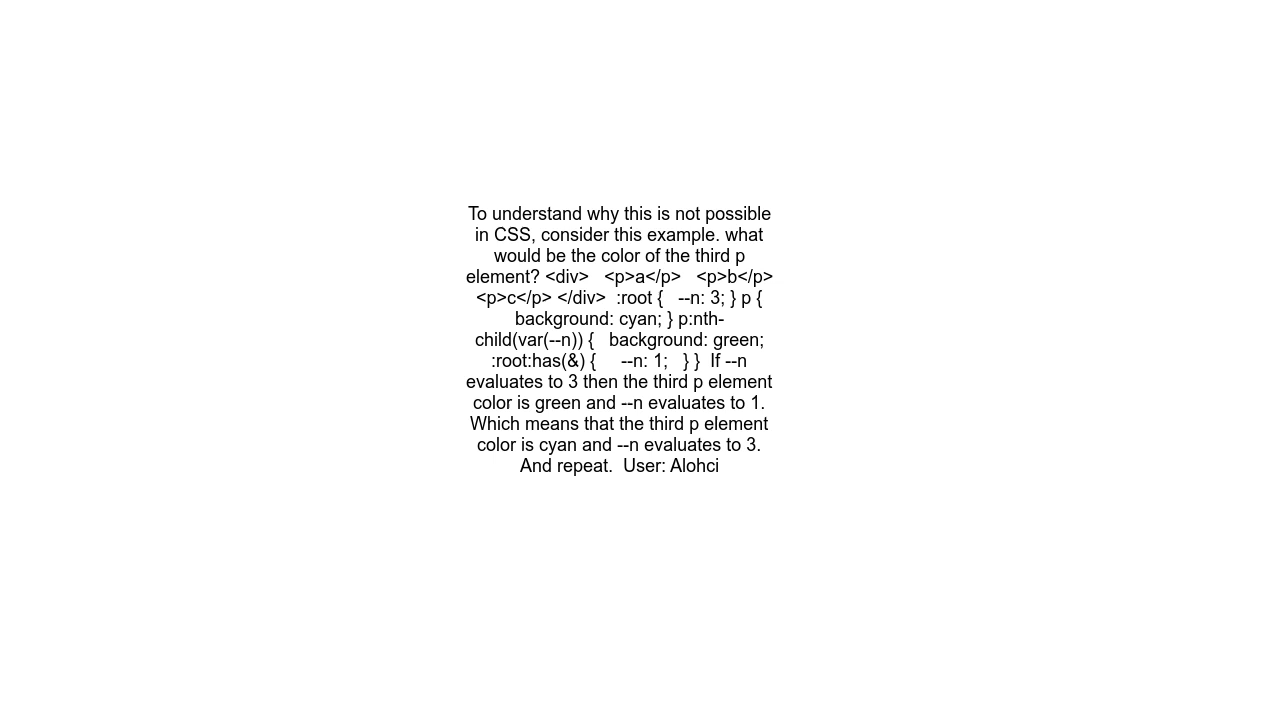 To understand why this is not possible
in CSS, consider this example. what
would be the color of the third p
element? <div>   <p>a</p>   <p>b</p>
<p>c</p> </div>  :root {   --n: 3; } p {
background: cyan; } p:nth-
child(var(--n)) {   background: green;
:root:has(&) {     --n: 1;   } }  If --n
evaluates to 3 then the third p element
color is green and --n evaluates to 1.
Which means that the third p element
color is cyan and --n evaluates to 3.
And repeat.  User: Alohci